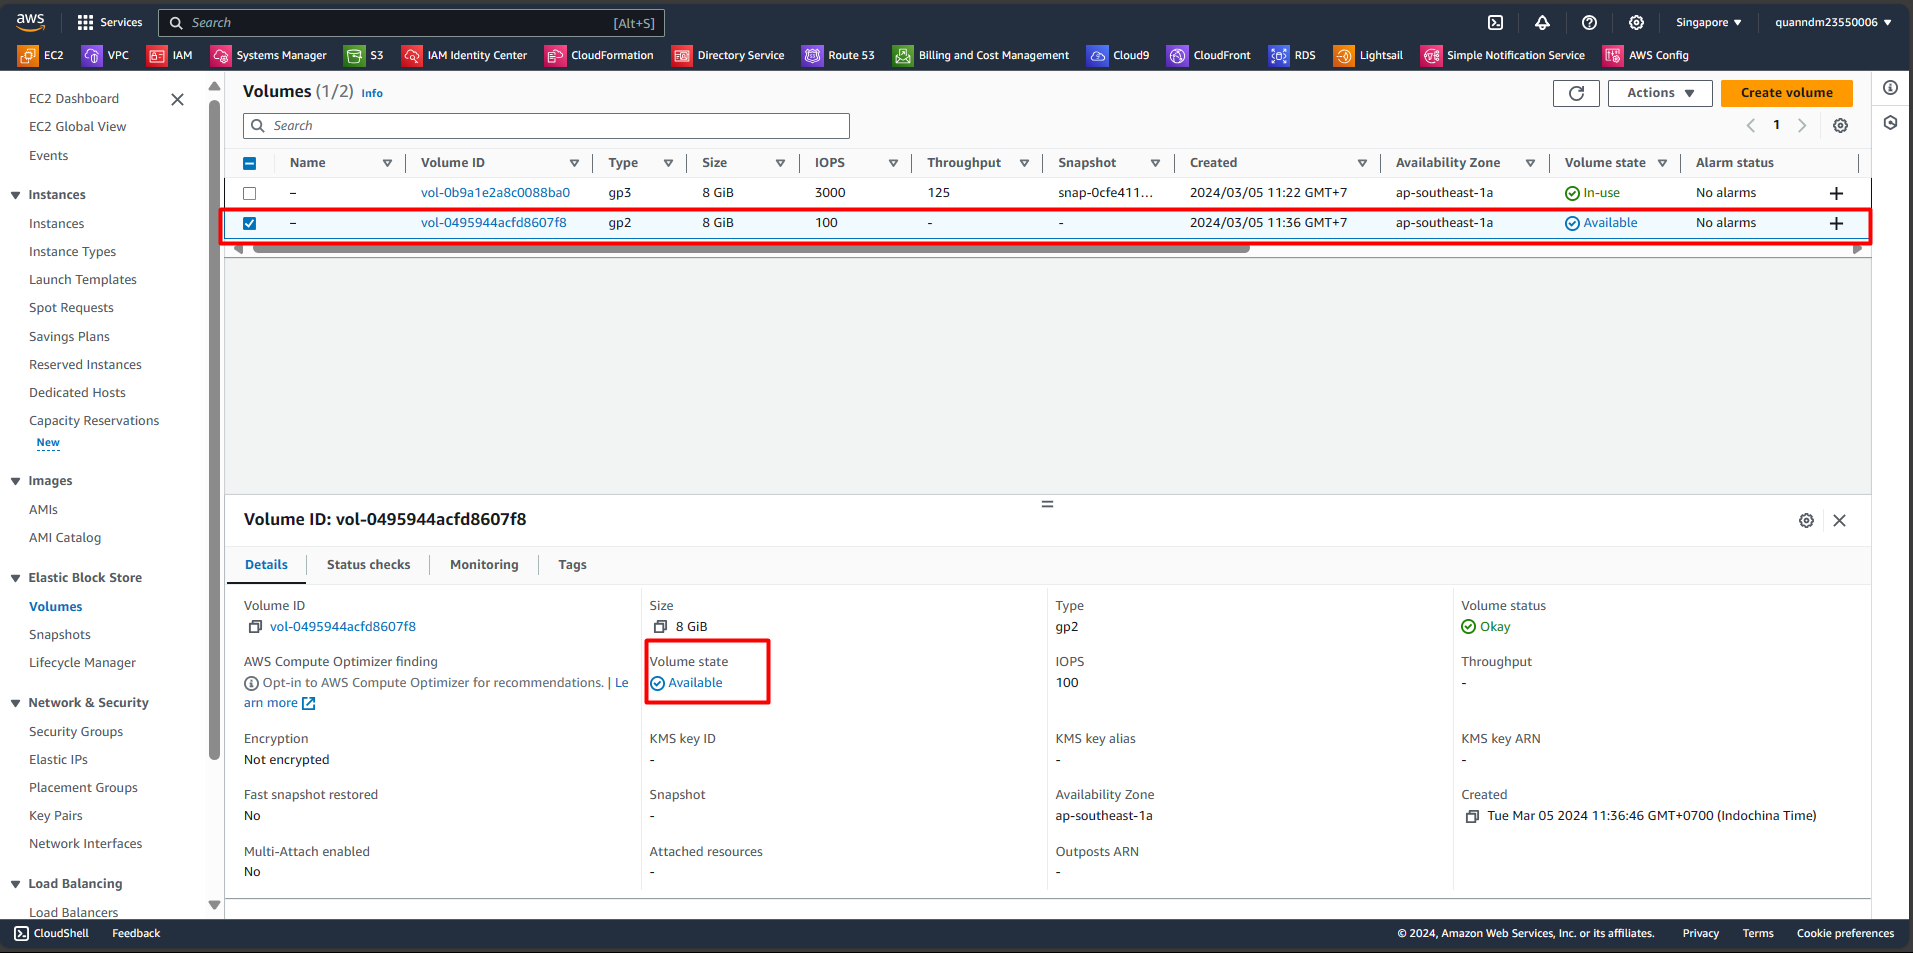 aws Services Search [Alt+S] Singapore quanndm23550006
EC2 VPC IAM Systems Manager S3 IAM Identity Center CloudFormation Directory Service Route 53 Billing and Cost Management Cloud9 CloudFront RDS Lightsail Simple Notification Service AWS Config
EC2 Dashboard
EC2 Global View
Events
Instances
Instances
Instance Types
Launch Templates
Spot Requests
Savings Plans
Reserved Instances
Dedicated Hosts
Capacity Reservations
New
Images
AMIs
AMI Catalog
Elastic Block Store
Volumes
Snapshots
Lifecycle Manager
Network & Security
Security Groups
Elastic IPs
Placement Groups
Key Pairs
Network Interfaces
Load Balancing
Load Balancers
Volumes (1/2) Info
Actions Create volume
Search
1
Name Volume ID Type Size IOPS Throughput Snapshot Created Availability Zone Volume state Alarm status
– vol-0b9a1e2a8c0088ba0 gp3 8 GiB 3000 125 snap-0cfe411... 2024/03/05 11:22 GMT+7 ap-southeast-1a In-use No alarms
– vol-0495944acfd8607f8 gp2 8 GiB 100 - - 2024/03/05 11:36 GMT+7 ap-southeast-1a Available No alarms
Volume ID: vol-0495944acfd8607f8
Details Status checks Monitoring Tags
Volume ID Size Type Volume status
vol-0495944acfd8607f8 8 GiB gp2 Okay
AWS Compute Optimizer finding Volume state IOPS Throughput
Opt-in to AWS Compute Optimizer for recommendations. | Le Available 100 -
arn more
Encryption KMS key ID KMS key alias KMS key ARN
Not encrypted - - -
Fast snapshot restored Snapshot Availability Zone Created
No - ap-southeast-1a Tue Mar 05 2024 11:36:46 GMT+0700 (Indochina Time)
Multi-Attach enabled Attached resources Outposts ARN
No - -
CloudShell Feedback © 2024, Amazon Web Services, Inc. or its affiliates. Privacy Terms Cookie preferences